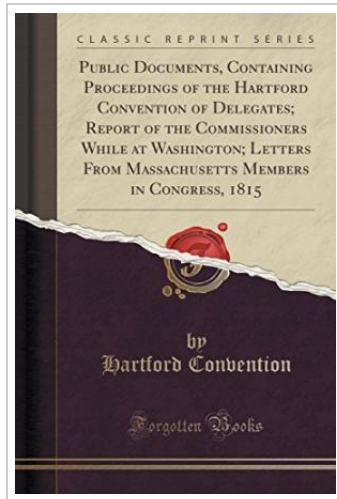 CLASSIC REPRINT SERIES
PUBLIC DOCUMENTS, CONTAINING
PROCEEDINGS OF THE HARTFORD
CONVENTION OF DELEGATES;
REPORT OF THE COMMISSIONERS
WHILE AT WASHINGTON; LETTERS
FROM MASSACHUSETTS MEMBERS
IN CONGRESS, 1815
by
Hartford Convention
Forgotten Books